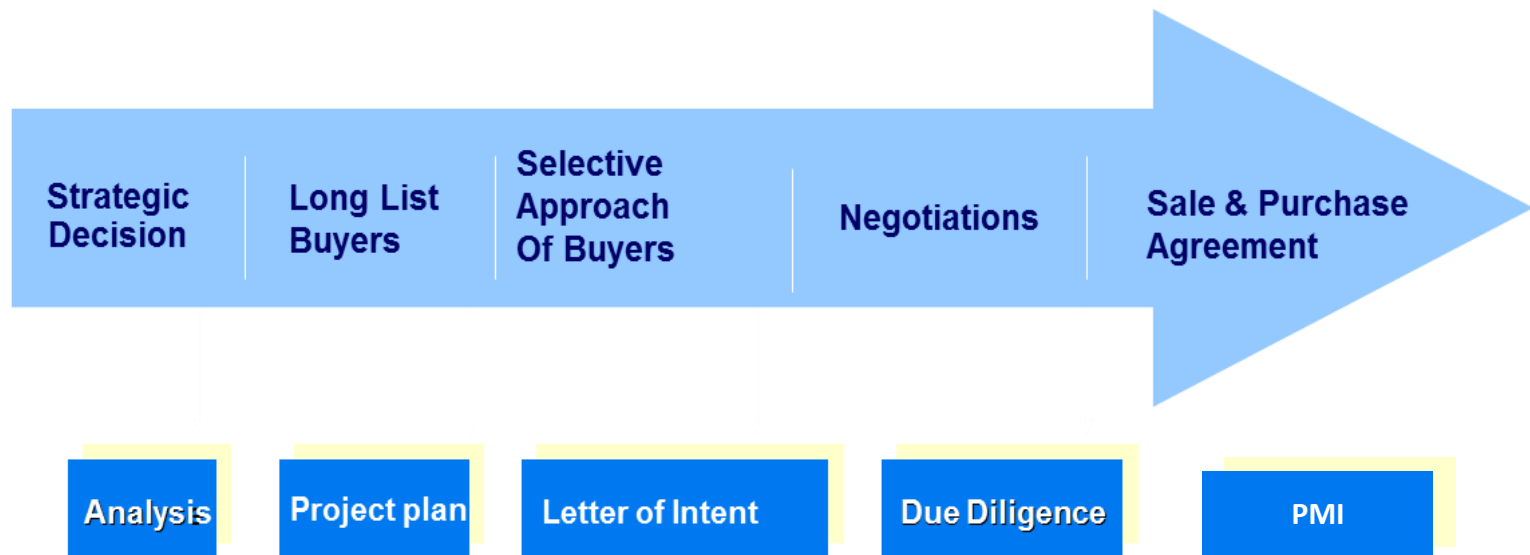 Strategic
Decision
Long List
Buyers
Selective
Approach
Of Buyers
Negotiations
Sale & Purchase
Agreement
Analysis
Project plan
Letter of Intent
Due Diligence
PMI